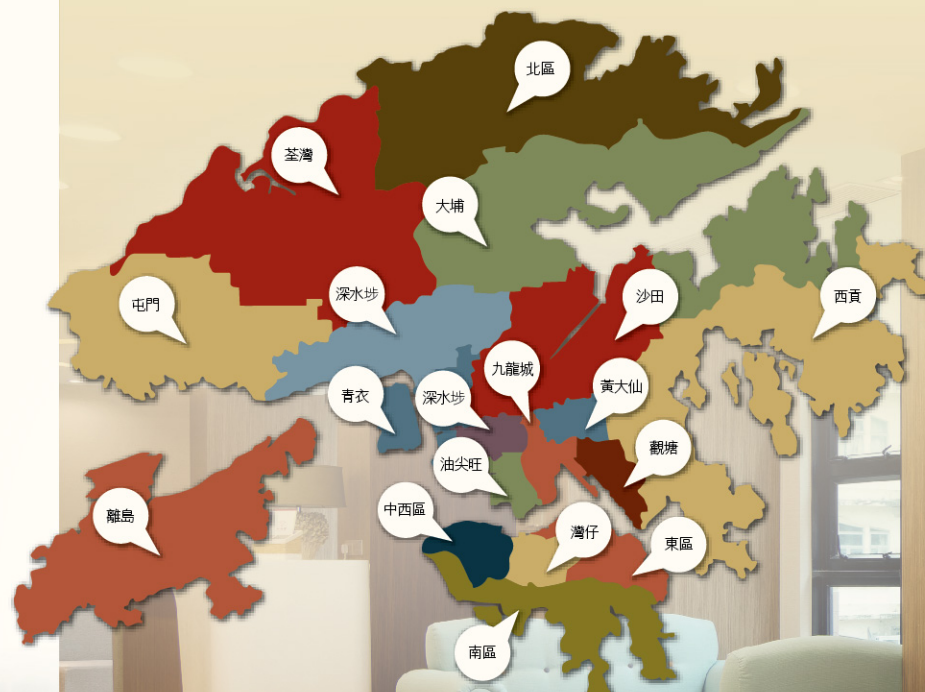 北區
荃灣
大埔
深水埗
屯門
沙田
西貢
九龍城
青衣
深水埗
黃大仙
油尖旺
觀塘
中西區
離島
灣仔
東區
南區